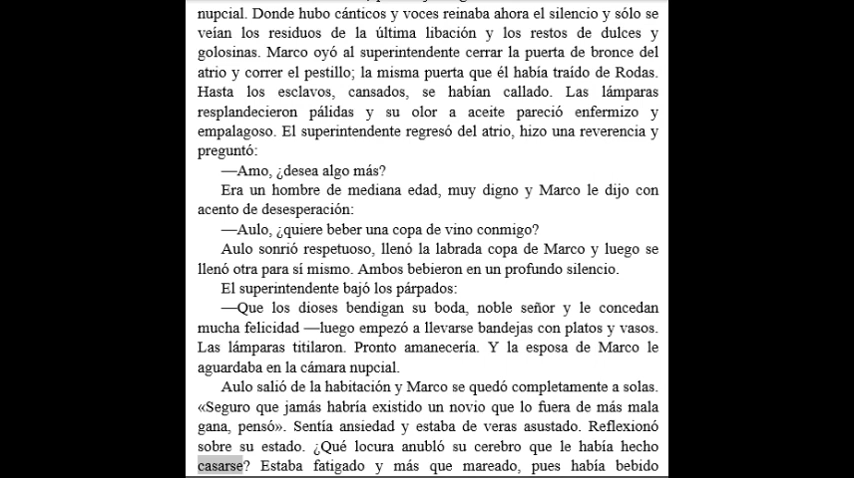 nupcial. Donde hubo cánticos y voces reinaba ahora el silencio y sólo se
veían los residuos de la última libación y los restos de dulces y
golosinas. Marco oyó al superintendente cerrar la puerta de bronce del
atrio y correr el pestillo; la misma puerta que él había traído de Rodas.
Hasta los esclavos, cansados, se habían callado. Las lámparas
resplandecieron pálidas y su olor a aceite pareció enfermizo y
empalagoso. El superintendente regresó del atrio, hizo una reverencia y
preguntó:
—Amo, ¿desea algo más?
Era un hombre de mediana edad, muy digno y Marco le dijo con
acento de desesperación:
—Aulo, ¿quiere beber una copa de vino conmigo?
Aulo sonrió respetuoso, llenó la labrada copa de Marco y luego se
llenó otra para sí mismo. Ambos bebieron en un profundo silencio.
El superintendente bajó los párpados:
—Que los dioses bendigan su boda, noble señor y le concedan
mucha felicidad —luego empezó a llevarse bandejas con platos y vasos.
Las lámparas titilaron. Pronto amanecería. Y la esposa de Marco le
aguardaba en la cámara nupcial.
Aulo salió de la habitación y Marco se quedó completamente a solas.
«Seguro que jamás habría existido un novio que lo fuera de más mala
gana, pensó». Sentía ansiedad y estaba de veras asustado. Reflexionó
sobre su estado. ¿Qué locura anubló su cerebro que le había hecho
casarse? Estaba fatigado y más que mareado, pues había bebido